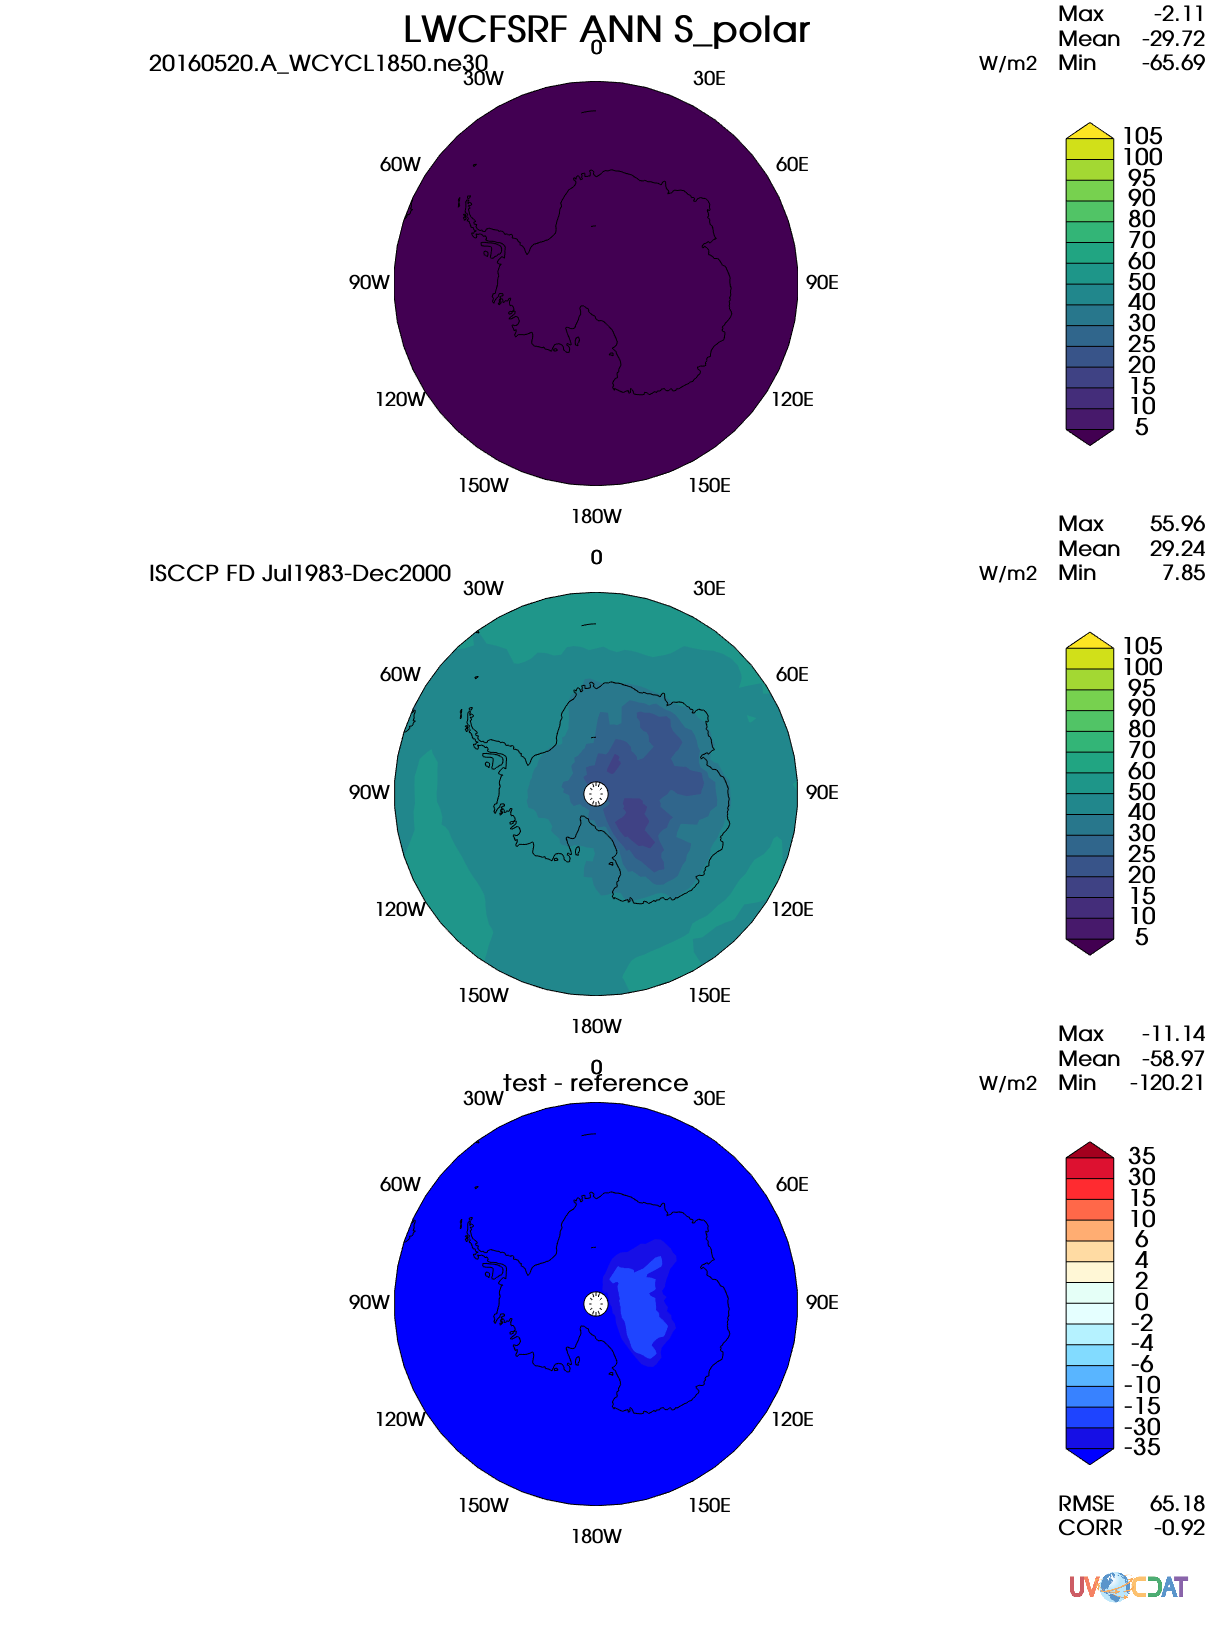 LWCFSRF ANN S_polar
20160520.A_WCYCL1850.ne30
W/m2
Max -2.11
Mean -29.72
Min -65.69
0
30W 30E
60W 60E
90W 90E
120W 120E
150W 150E
180W
105
100
95
90
80
70
60
50
40
30
25
20
15
10
5
ISCCP FD Jul1983-Dec2000
W/m2
Max 55.96
Mean 29.24
Min 7.85
0
30W 30E
60W 60E
90W 90E
120W 120E
150W 150E
180W
105
100
95
90
80
70
60
50
40
30
25
20
15
10
5
test - reference
W/m2
Max -11.14
Mean -58.97
Min -120.21
0
30W 30E
60W 60E
90W 90E
120W 120E
150W 150E
180W
35
30
15
10
6
4
2
0
-2
-4
-6
-10
-15
-30
-35
RMSE 65.18
CORR -0.92
UV CDAT